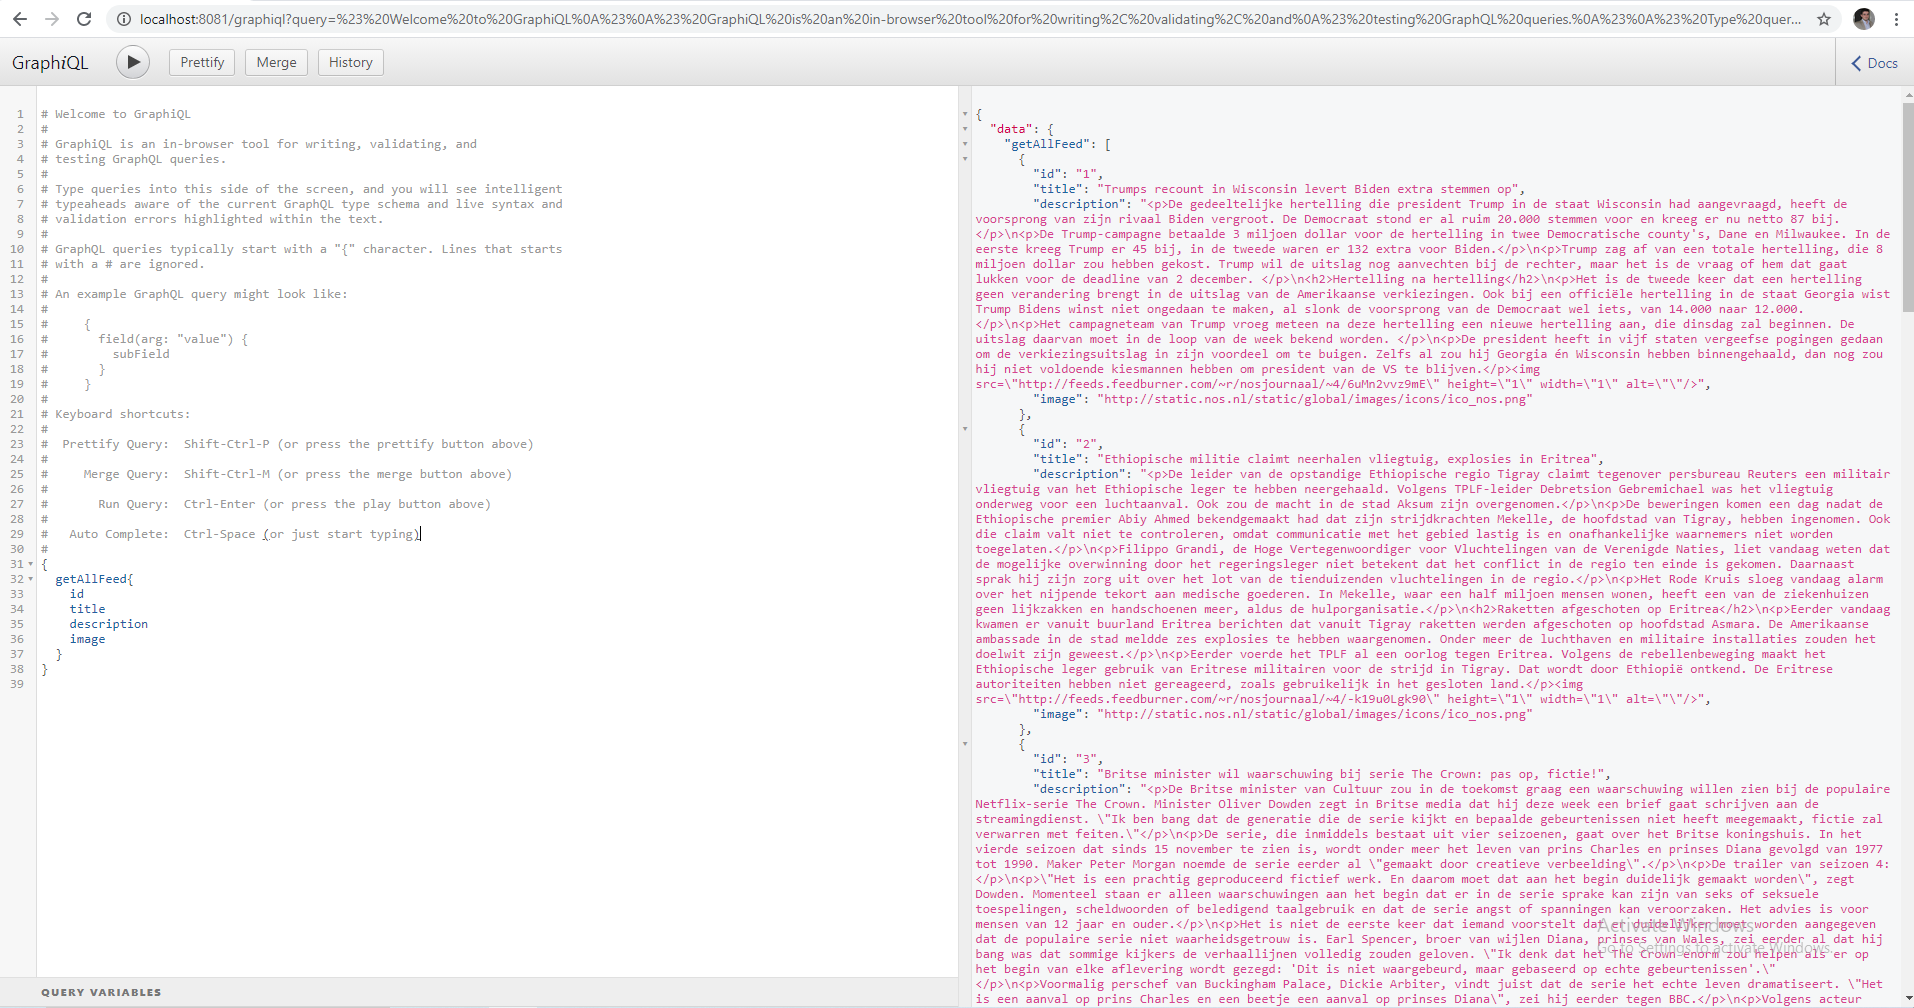 localhost:8081/graphiql?query=%23%20Welcome%20to%20GraphiQL%0A%23%0A%23%20GraphiQL%20is%20an%20in-browser%20tool%20for%20writing%2C%20validating%2C%20and%0A%23%20testing%20GraphQL%20queries.%0A%23%0A%23%20Type%20quer...
GraphiQL
Prettify
Merge
History
Docs
1 # Welcome to GraphiQL
2 #
3 # GraphiQL is an in-browser tool for writing, validating, and
4 # testing GraphQL queries.
5 #
6 # Type queries into this side of the screen, and you will see intelligent
7 # typeaheads aware of the current GraphQL type schema and live syntax and
8 # validation errors highlighted within the text.
9 #
10 # GraphQL queries typically start with a "{" character. Lines that starts
11 # with a # are ignored.
12 #
13 # An example GraphQL query might look like:
14 #
15 #     {
16 #       field(arg: "value") {
17 #         subField
18 #       }
19 #     }
20 #
21 # Keyboard shortcuts:
22 #
23 #  Prettify Query:  Shift-Ctrl-P (or press the prettify button above)
24 #
25 #     Merge Query:  Shift-Ctrl-M (or press the merge button above)
26 #
27 #       Run Query:  Ctrl-Enter (or press the play button above)
28 #
29 #   Auto Complete:  Ctrl-Space (or just start typing)
30 #
31 {
32   getAllFeed{
33     id
34     title
35     description
36     image
37   }
38 }
39
QUERY VARIABLES
{
"data": {
"getAllFeed": [
{
"id": "1",
"title": "Trumps recount in Wisconsin levert Biden extra stemmen op",
"description": "<p>De gedeeltelijke hertelling die president Trump in de staat Wisconsin had aangevraagd, heeft de
voorsprong van zijn rivaal Biden vergroot. De Democraat stond er al ruim 20.000 stemmen voor en kreeg er nu netto 87 bij.
</p>\n<p>De Trump-campagne betaalde 3 miljoen dollar voor de hertelling in twee Democratische county's, Dane en Milwaukee. In de
eerste kreeg Trump er 45 bij, in de tweede waren er 132 extra voor Biden.</p>\n<p>Trump zag af van een totale hertelling, die 8
miljoen dollar zou hebben gekost. Trump wil de uitslag nog aanvechten bij de rechter, maar het is de vraag of hem dat gaat
lukken voor de deadline van 2 december. </p>\n<h2>Hertelling na hertelling</h2>\n<p>Het is de tweede keer dat een hertelling
geen verandering brengt in de uitslag van de Amerikaanse verkiezingen. Ook bij een officiële hertelling in de staat Georgia wist
Trump Bidens winst niet ongedaan te maken, al slonk de voorsprong van de Democraat wel iets, van 14.000 naar 12.000.
</p>\n<p>Het campagneteam van Trump vroeg meteen na deze hertelling een nieuwe hertelling aan, die dinsdag zal beginnen. De
uitslag daarvan moet in de loop van de week bekend worden. </p>\n<p>De president heeft in vijf staten vergeefse pogingen gedaan
om de verkiezingsuitslag in zijn voordeel om te buigen. Zelfs al zou hij Georgia én Wisconsin hebben binnengehaald, dan nog zou
hij niet voldoende kiesmannen hebben om president van de VS te blijven.</p><img
src=\"http://feeds.feedburner.com/~r/nosjournaal/~4/6uMn2vvz9mE\" height=\"1\" width=\"1\" alt=\"\"/>",
"image": "http://static.nos.nl/static/global/images/icons/ico_nos.png"
},
{
"id": "2",
"title": "Ethiopische militie claimt neerhalen vliegtuig, explosies in Eritrea",
"description": "<p>De leider van de opstandige Ethiopische regio Tigray claimt tegenover persbureau Reuters een militair
vliegtuig van het Ethiopische leger te hebben neergehaald. Volgens TPLF-leider Debretsion Gebremichael was het vliegtuig
onderweg voor een luchtaanval. Ook zou de macht in de stad Aksum zijn overgenomen.</p>\n<p>De beweringen komen een dag nadat de
Ethiopische premier Abiy Ahmed bekendgemaakt had dat zijn strijdkrachten Mekelle, de hoofdstad van Tigray, hebben ingenomen. Ook
die claim valt niet te controleren, omdat communicatie met het gebied lastig is en onafhankelijke waarnemers niet worden
toegelaten.</p>\n<p>Filippo Grandi, de Hoge Vertegenwoordiger voor Vluchtelingen van de Verenigde Naties, liet vandaag weten dat
de mogelijke overwinning door het regeringsleger niet betekent dat het conflict in de regio ten einde is gekomen. Daarnaast
sprak hij zijn zorg uit over het lot van de tienduizenden vluchtelingen in de regio.</p>\n<p>Het Rode Kruis sloeg vandaag alarm
over het nijpende tekort aan medische goederen. In Mekelle, waar een half miljoen mensen wonen, heeft een van de ziekenhuizen
geen lijkzakken en handschoenen meer, aldus de hulporganisatie.</p>\n<h2>Raketten afgeschoten op Eritrea</h2>\n<p>Eerder vandaag
kwamen er vanuit buurland Eritrea berichten dat vanuit Tigray raketten werden afgeschoten op hoofdstad Asmara. De Amerikaanse
ambassade in de stad meldde zes explosies te hebben waargenomen. Onder meer de luchthaven en militaire installaties zouden het
doelwit zijn geweest.</p>\n<p>Eerder voerde het TPLF al een oorlog tegen Eritrea. Volgens de rebellenbeweging maakt het
Ethiopische leger gebruik van Eritrese militairen voor de strijd in Tigray. Dat wordt door Ethiopië ontkend. De Eritrese
autoriteiten hebben niet gereageerd, zoals gebruikelijk in het gesloten land.</p><img
src=\"http://feeds.feedburner.com/~r/nosjournaal/~4/-k19u0Lgk90\" height=\"1\" width=\"1\" alt=\"\"/>",
"image": "http://static.nos.nl/static/global/images/icons/ico_nos.png"
},
{
"id": "3",
"title": "Britse minister wil waarschuwing bij serie The Crown: pas op, fictie!",
"description": "<p>De Britse minister van Cultuur zou in de toekomst graag een waarschuwing willen zien bij de populaire
Netflix-serie The Crown. Minister Oliver Dowden zegt in Britse media dat hij deze week een brief gaat schrijven aan de
streamingdienst. \"Ik ben bang dat de generatie die de serie kijkt en bepaalde gebeurtenissen niet heeft meegemaakt, fictie zal
verwarren met feiten.\"</p>\n<p>De serie, die inmiddels bestaat uit vier seizoenen, gaat over het Britse koningshuis. In het
vierde seizoen dat sinds 15 november te zien is, wordt onder meer het leven van prins Charles en prinses Diana gevolgd van 1977
tot 1990. Maker Peter Morgan noemde de serie eerder al \"gemaakt door creatieve verbeelding\".</p>\n<p>De trailer van seizoen 4:
</p>\n<p>\"Het is een prachtig geproduceerd fictief werk. En daarom moet dat aan het begin duidelijk gemaakt worden\", zegt
Dowden. Momenteel staan er alleen waarschuwingen aan het begin dat er in de serie sprake kan zijn van seks of seksuele
toespelingen, scheldwoorden of beledigend taalgebruik en dat de serie angst of spanningen kan veroorzaken. Het advies is voor
mensen van 12 jaar en ouder.</p>\n<p>Het is niet de eerste keer dat iemand voorstelt dat duidelijker moet worden aangegeven
dat de populaire serie niet waarheidsgetrouw is. Earl Spencer, broer van wijlen Diana, prinses van Wales, zei eerder al dat hij
bang was dat sommige kijkers de verhaallijnen volledig zouden geloven. \"Ik denk dat het The Crown enorm zou helpen als er op
het begin van elke aflevering wordt gezegd: 'Dit is niet waargebeurd, maar gebaseerd op echte gebeurtenissen'.\"
</p>\n<p>Voormalig perschef van Buckingham Palace, Dickie Arbiter, vindt juist dat de serie het echte leven dramatiseert. \"Het
is een aanval op prins Charles en een beetje een aanval op prinses Diana\", zei hij eerder tegen BBC.</p>\n<p>Volgens acteur
Activate Windows
Go to Settings to activate Windows.